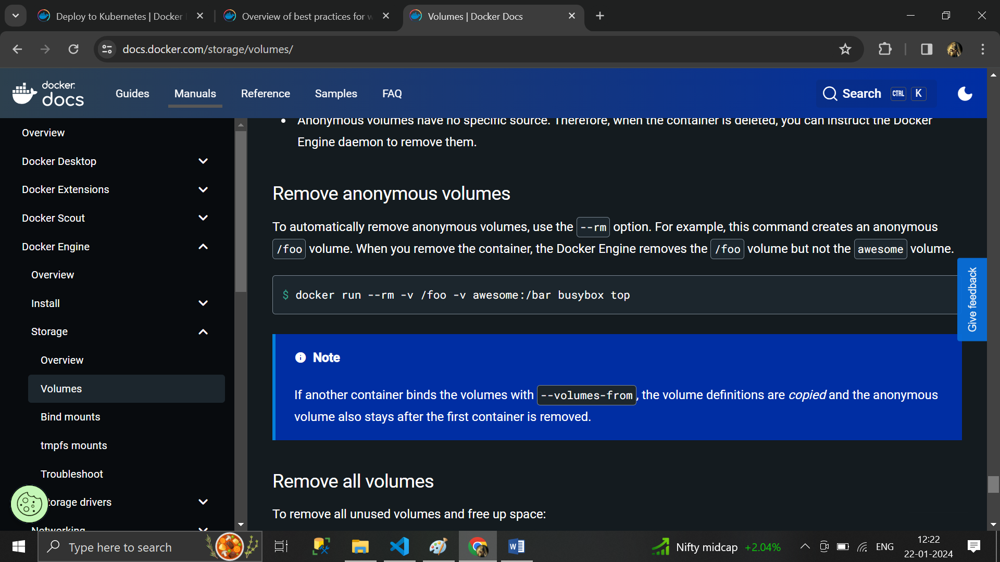 Deploy to Kubernetes | Docker
Overview of best practices for w
Volumes | Docker Docs
docs.docker.com/storage/volumes/
docker
docs
Guides
Manuals
Reference
Samples
FAQ
Search
CTRL
K
Overview
Docker Desktop
Docker Extensions
Docker Scout
Docker Engine
Overview
Install
Storage
Overview
Volumes
Bind mounts
tmpfs mounts
Troubleshoot
torage drivers
Networking
Anonymous volumes have no specific source. Therefore, when the container is deleted, you can instruct the Docker
Engine daemon to remove them.
Remove anonymous volumes
To automatically remove anonymous volumes, use the --rm option. For example, this command creates an anonymous
/foo volume. When you remove the container, the Docker Engine removes the /foo volume but not the awesome volume.
$ docker run --rm -v /foo -v awesome:/bar busybox top
Note
If another container binds the volumes with --volumes-from, the volume definitions are copied and the anonymous
volume also stays after the first container is removed.
Remove all volumes
To remove all unused volumes and free up space:
Give feedback
Type here to search
Nifty midcap +2.04%
ENG
12:22
22-01-2024